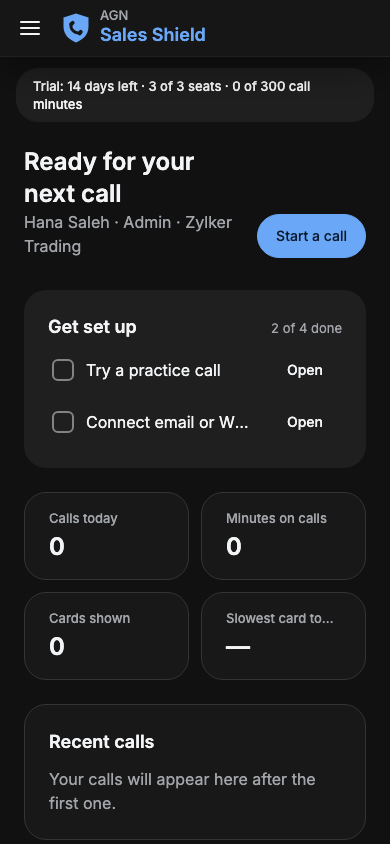 AGN
Sales Shield
Trial: 14 days left · 3 of 3 seats · 0 of 300 call
minutes
Ready for your
next call
Hana Saleh · Admin · Zylker
Trading
Start a call
Get set up
2 of 4 done
Try a practice call
Open
Connect email or W...
Open
Calls today
0
Minutes on calls
0
Cards shown
0
Slowest card to...
—
Recent calls
Your calls will appear here after the
first one.